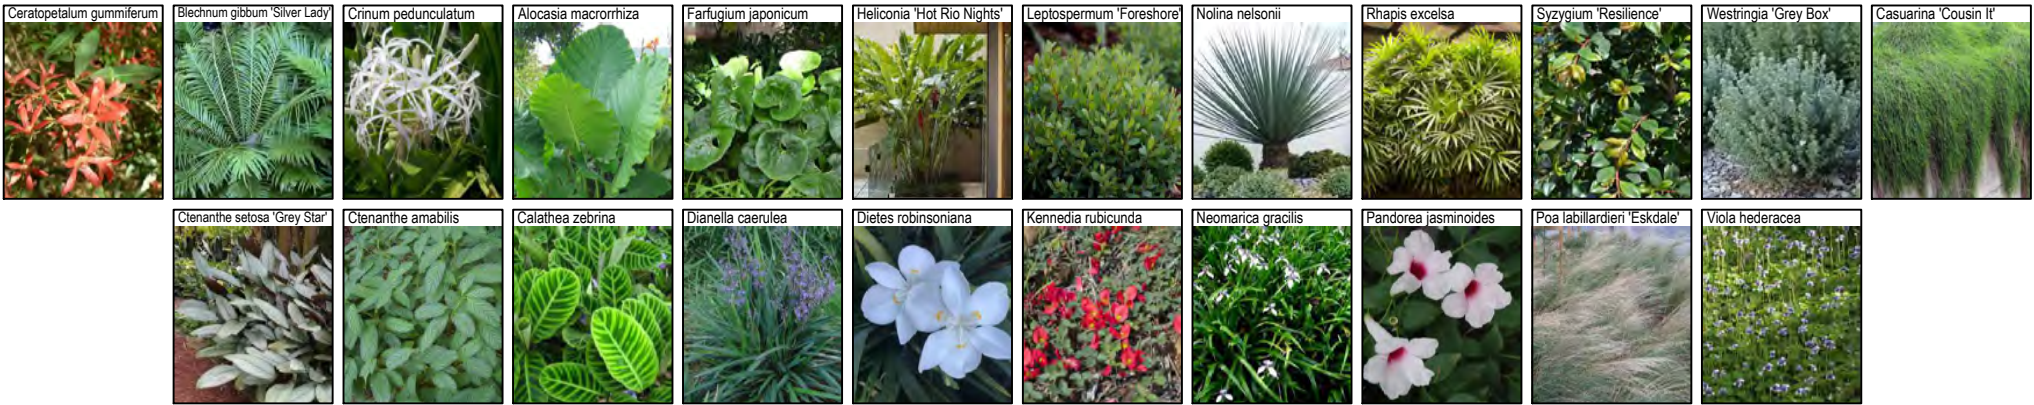 Ceratopetalum gummiferum
Blechnum gibbum 'Silver Lady'
Crinum pedunculatum
Alocasia macrorrhiza
Farfugium japonicum
Heliconia 'Hot Rio Nights'
Leptospermum 'Foreshore'
Nolina nelsonii
Rhapis excelsa
Syzygium 'Resilience'
Westringia 'Grey Box'
Casuarina 'Cousin It'
Ctenanthe setosa 'Grey Star'
Ctenanthe amabilis
Calathea zebrina
Dianella caerulea
Dietes robinsoniana
Kennedia rubicunda
Neomarica gracilis
Pandorea jasminoides
Poa labillardieri 'Eskdale'
Viola hederacea